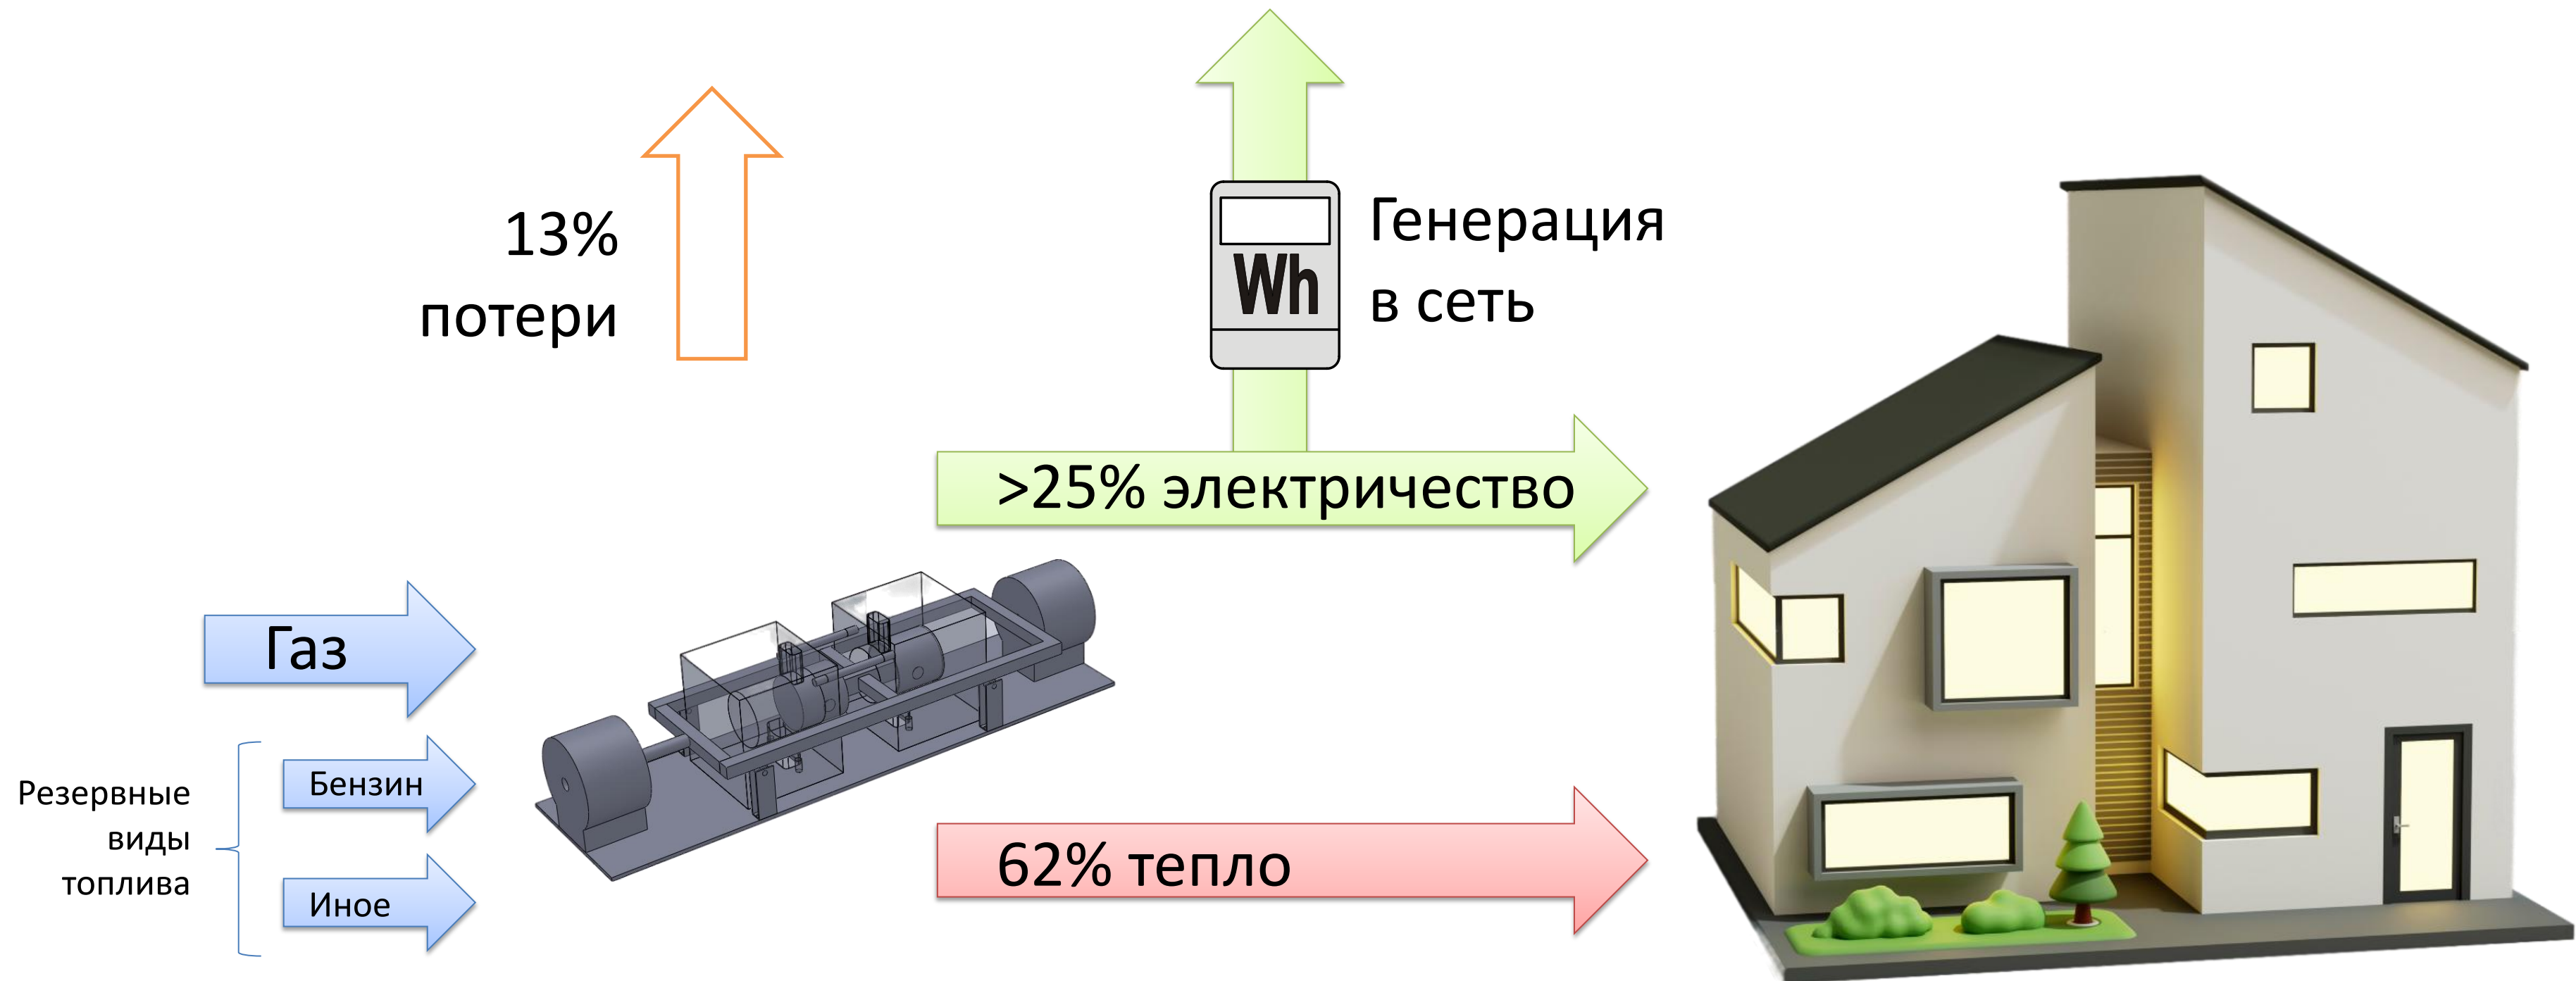 13%
потери
Wh
Генерация
в сеть
>25% электричество
Газ
Резервные
виды
топлива
Бензин
Иное
62% тепло